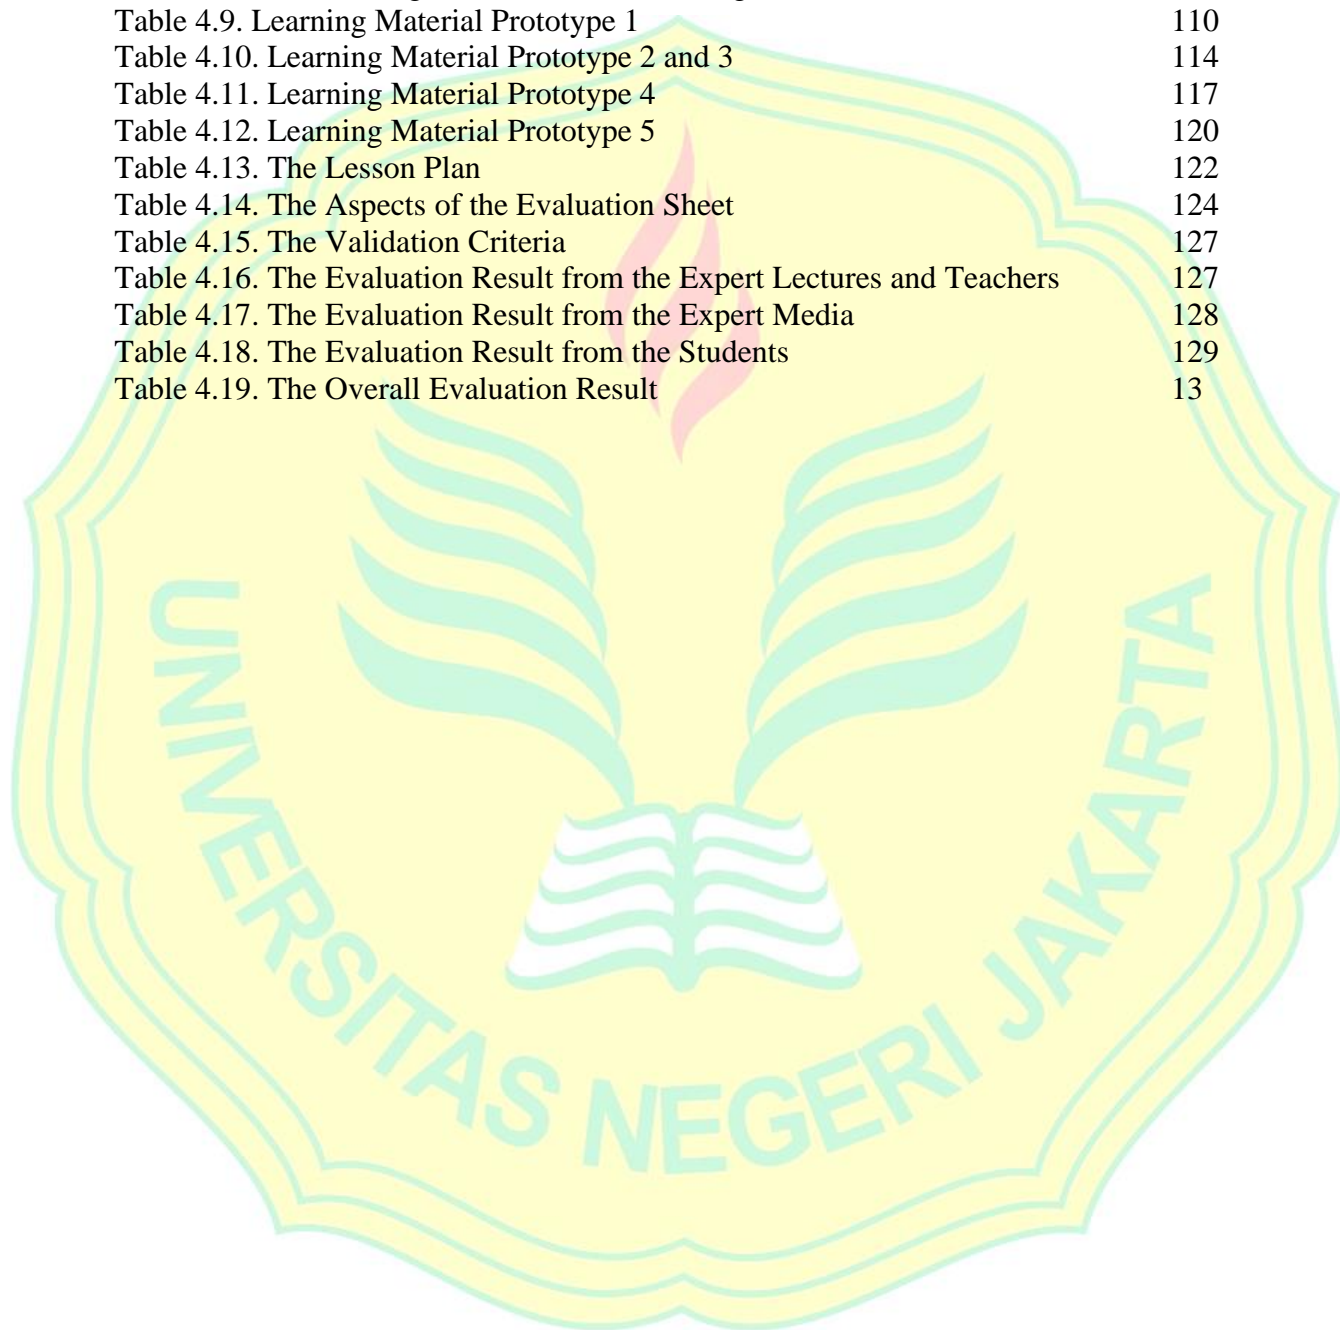 Table 4.9. Learning Material Prototype 1 110
Table 4.10. Learning Material Prototype 2 and 3 114
Table 4.11. Learning Material Prototype 4 117
Table 4.12. Learning Material Prototype 5 120
Table 4.13. The Lesson Plan 122
Table 4.14. The Aspects of the Evaluation Sheet 124
Table 4.15. The Validation Criteria 127
Table 4.16. The Evaluation Result from the Expert Lectures and Teachers 127
Table 4.17. The Evaluation Result from the Expert Media 128
Table 4.18. The Evaluation Result from the Students 129
Table 4.19. The Overall Evaluation Result 13
UNIVERSITAS NEGERI JAKARTA